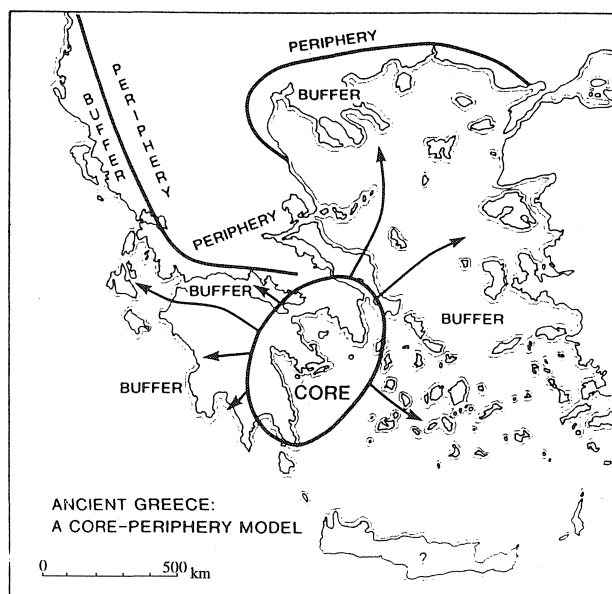 PERIPHERY
BUFFER
PERIPHERY
BUFFER
PERIPHERY
BUFFER
BUFFER
BUFFER
CORE
ANCIENT GREECE:
A CORE-PERIPHERY MODEL
?
0 500 km